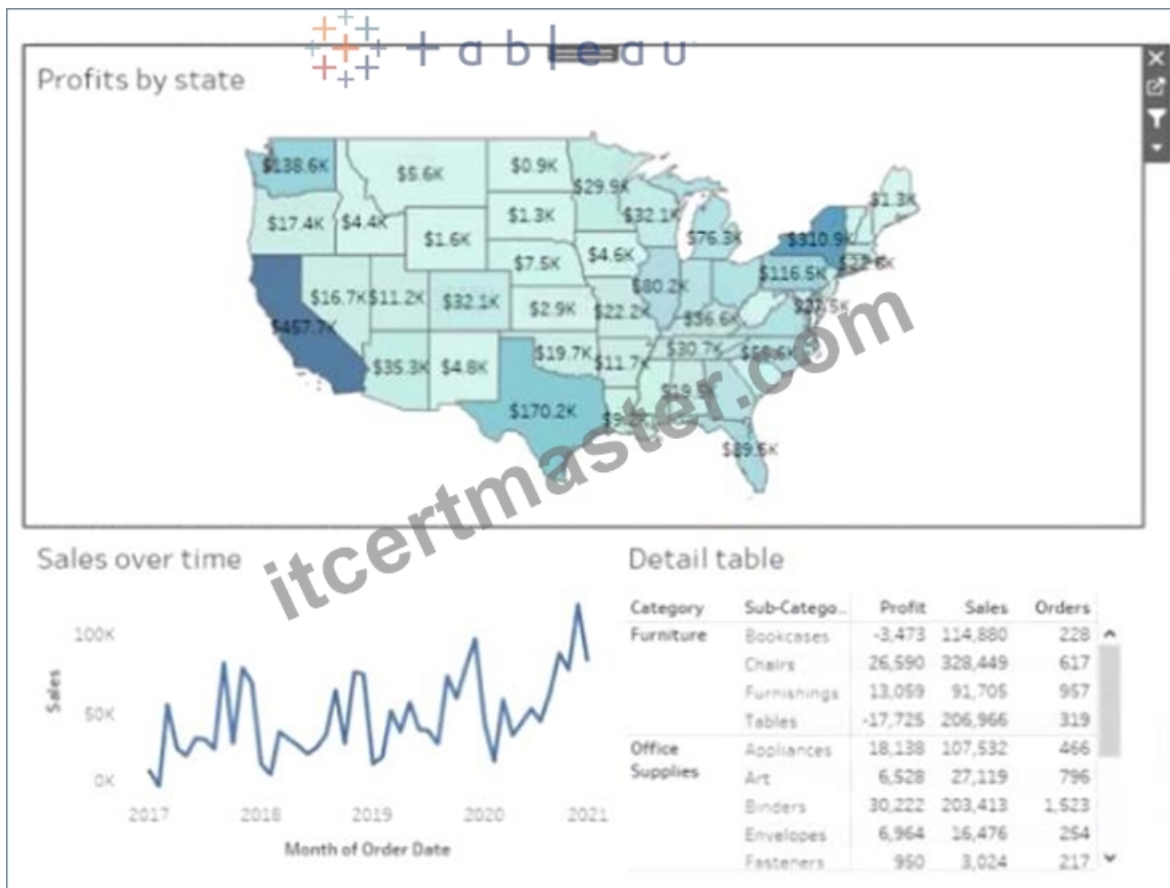 +ableau
Profits by state
$138.6K
$5.6K
$0.9K
$29.9K
$1.3K
$17.4K
$4.4K
$1.3K
$32.1K
$76.3K
$310.9K
$1.6K
$4.6K
$116.5K
$7.5K
$80.2K
$16.7K
$11.2K
$32.1K
$2.9K
$22.2K
$36.6K
$457.7K
$35.3K
$4.8K
$19.7K
$11.7K
$30.7K
$170.2K
itcertmaster.com
Sales over time
100K
50K
0K
Sales
2017 2018 2019 2020 2021
Month of Order Date
Detail table
Category Sub-Catego.. Profit Sales Orders
Furniture Bookcases -3,473 114,880 228
Chairs 26,590 328,449 617
Furnishings 13,059 91,705 957
Tables -17,725 206,966 319
Office Appliances 18,138 107,532 466
Supplies Art 6,528 27,119 796
Binders 30,222 203,413 1,523
Envelopes 6,964 16,476 254
Fasteners 950 3,024 217